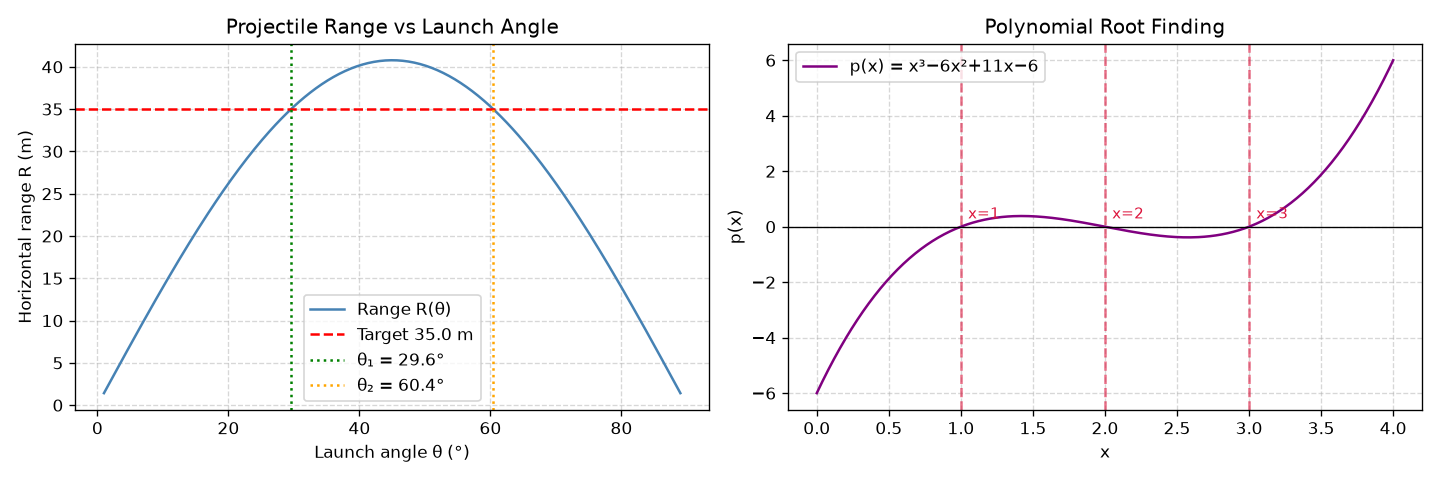 Projectile Range vs Launch Angle
Horizontal range R (m)
40
35
30
25
20
15
10
5
0
Range R(θ)
Target 35.0 m
θ₁ = 29.6°
θ₂ = 60.4°
0 20 40 60 80
Launch angle θ (°)
Polynomial Root Finding
p(x)
6
4
2
0
−2
−4
−6
p(x) = x³−6x²+11x−6
x=1 x=2 x=3
0.0 0.5 1.0 1.5 2.0 2.5 3.0 3.5 4.0
x